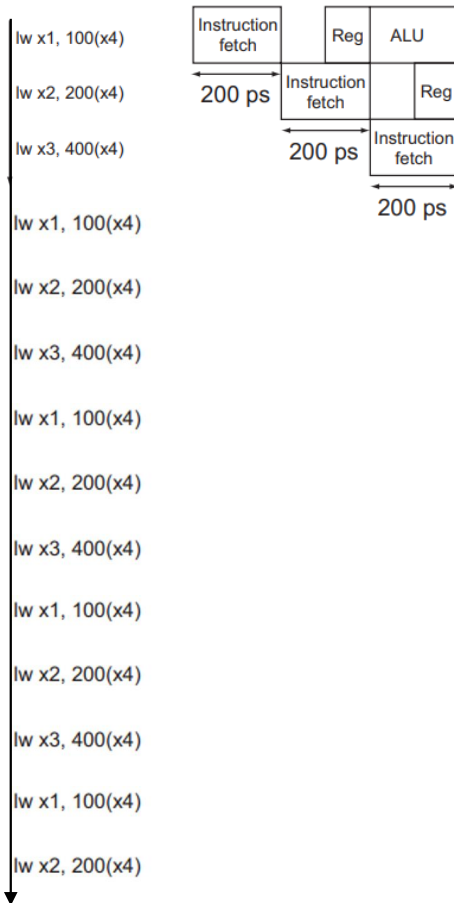 lw x1, 100(x4)
Instruction
fetch
Reg
ALU
lw x2, 200(x4)
200 ps
Instruction
fetch
Reg
lw x3, 400(x4)
200 ps
Instruction
fetch
200 ps
lw x1, 100(x4)
lw x2, 200(x4)
lw x3, 400(x4)
lw x1, 100(x4)
lw x2, 200(x4)
lw x3, 400(x4)
lw x1, 100(x4)
lw x2, 200(x4)
lw x3, 400(x4)
lw x1, 100(x4)
lw x2, 200(x4)